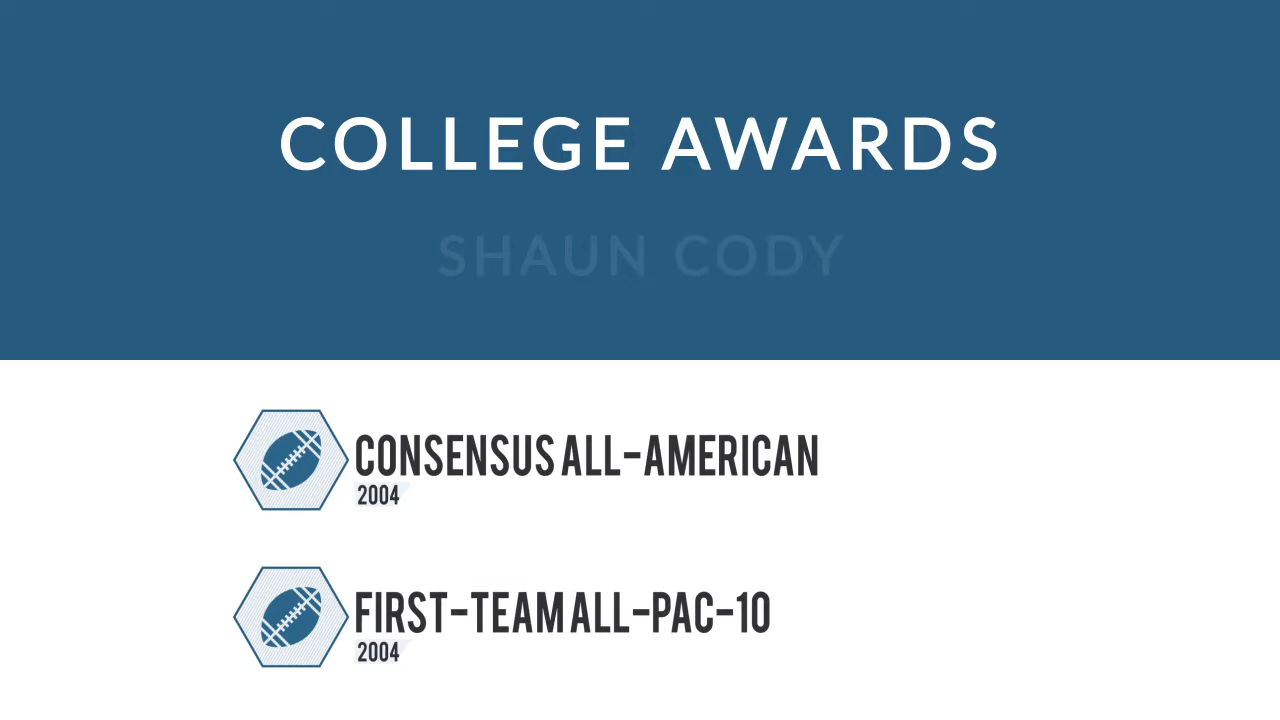 COLLEGE AWARDS
SHAUN CODY
CONSENSUS ALL-AMERICAN
2004
FIRST-TEAM ALL-PAC-10
2004